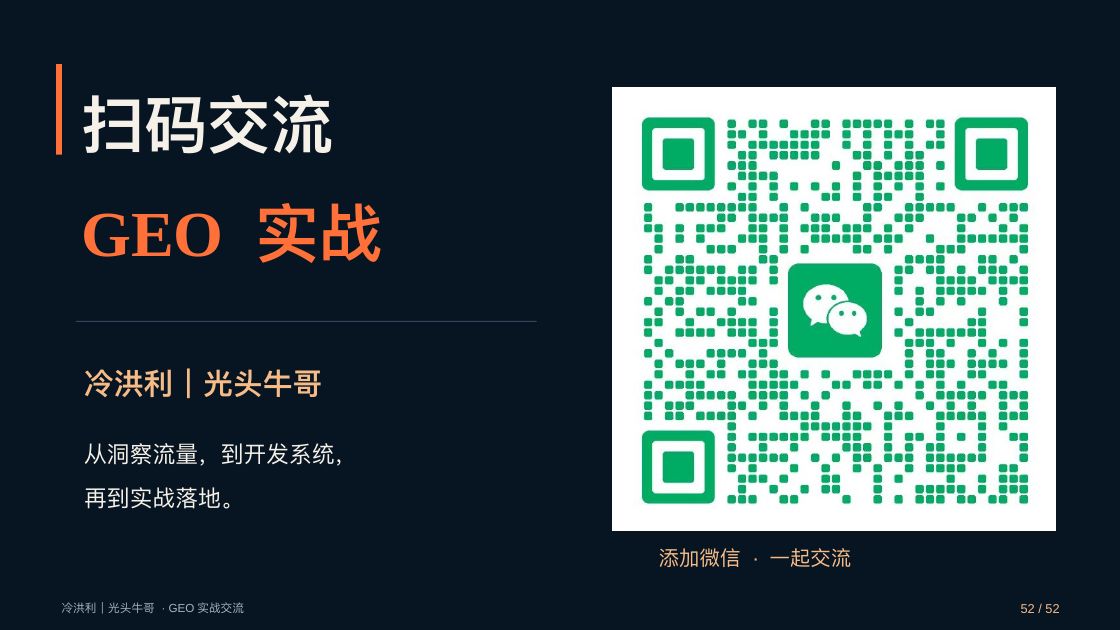 扫码交流
GEO 实战
冷洪利｜光头牛哥
从洞察流量，到开发系统，
再到实战落地。
添加微信 · 一起交流
冷洪利｜光头牛哥 · GEO 实战交流
52 / 52